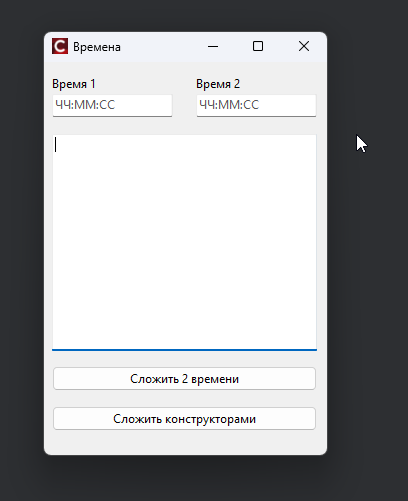 Времена
Время 1 Время 2
ЧЧ:ММ:СС ЧЧ:ММ:СС
Сложить 2 времени
Сложить конструкторами